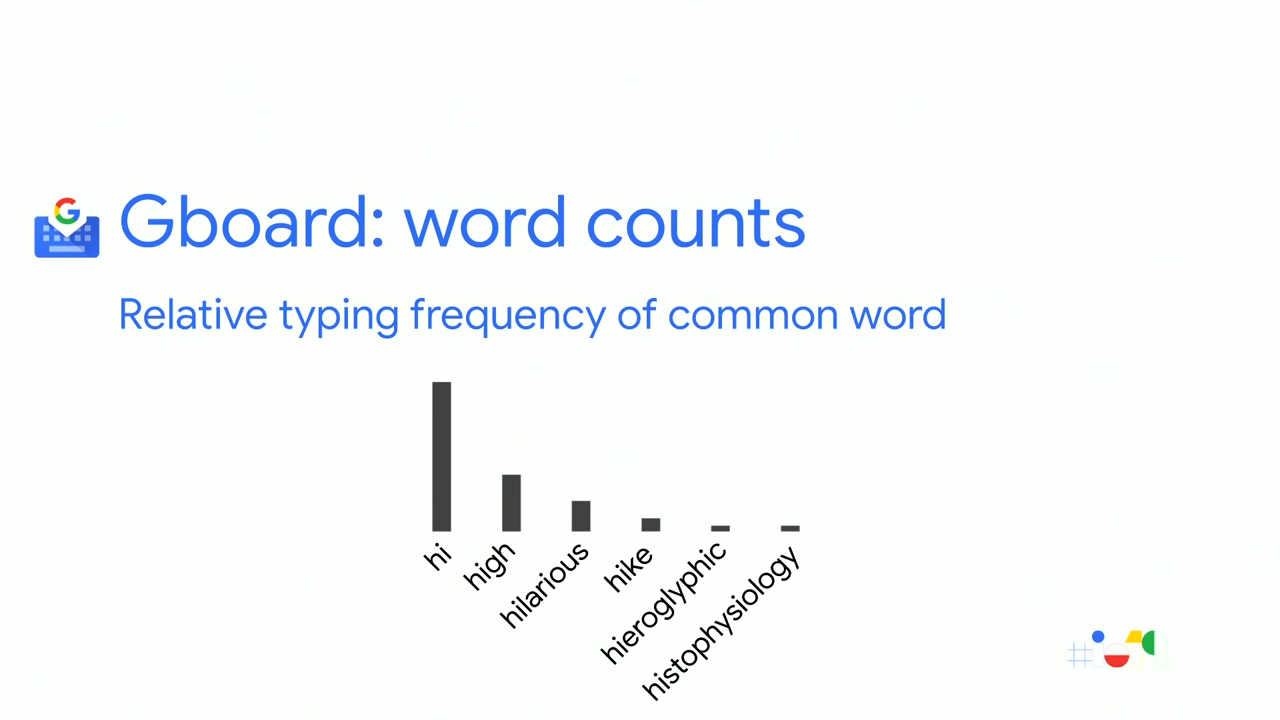 Gboard: word counts
Relative typing frequency of common word
hi
high
hilarious
hike
hieroglyphic
histophysiology